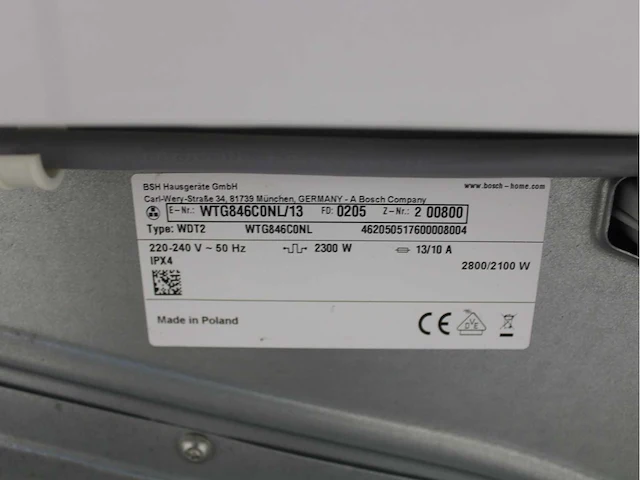 BSH Hausgeräte GmbH www.bosch-home.com
Carl-Wery-Straße 34, 81739 München, GERMANY - A Bosch Company
E-Nr.: WTG846C0NL/13 FD: 0205 Z-Nr.: 2 00800
Type: WDT2 WTG846C0NL 462050517600008004
220-240 V ~ 50 Hz 2300 W 13/10 A
IPX4 2800/2100 W
Made in Poland CE VDE